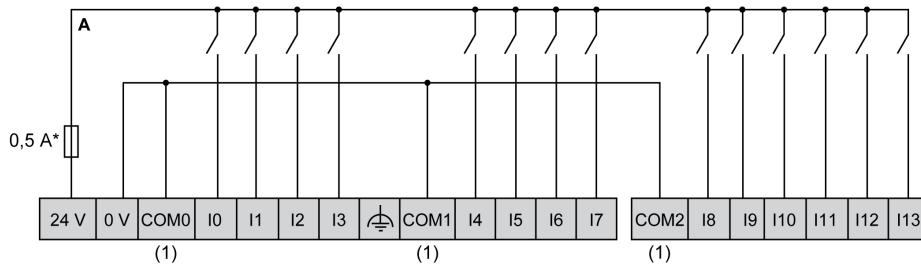 A
0,5 A*
24 V 0 V COM0 I0 I1 I2 I3 COM1 I4 I5 I6 I7 COM2 I8 I9 I10 I11 I12 I13
(1) (1) (1)